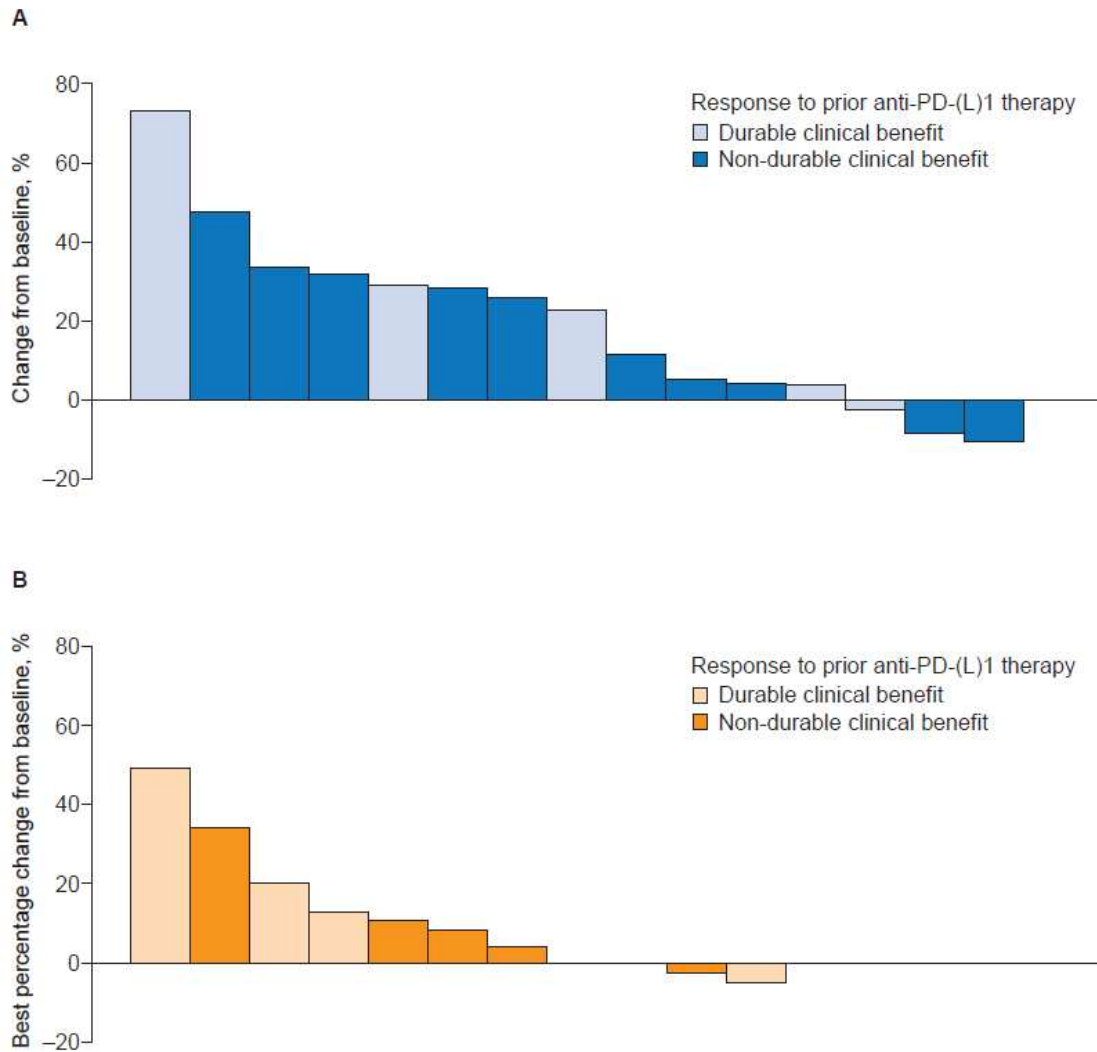 A
80
60
40
20
0
–20
Change from baseline, %
Response to prior anti-PD-(L)1 therapy
Durable clinical benefit
Non-durable clinical benefit
B
80
60
40
20
0
–20
Best percentage change from baseline, %
Response to prior anti-PD-(L)1 therapy
Durable clinical benefit
Non-durable clinical benefit